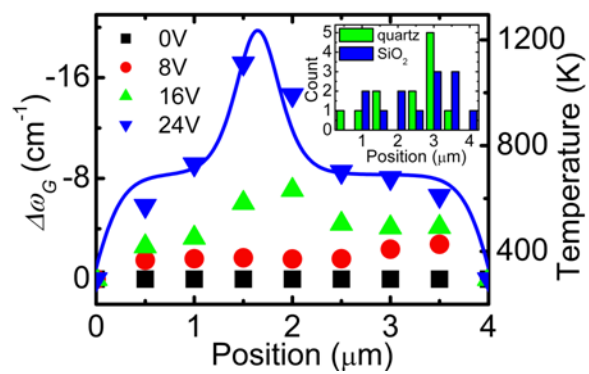 -16
-8
0
Δω_G (cm⁻¹)
0V
8V
16V
24V
quartz
SiO₂
Count
5
4
3
2
1
0
1 2 3 4
Position (μm)
1200
800
400
Temperature (K)
0 1 2 3 4
Position (μm)